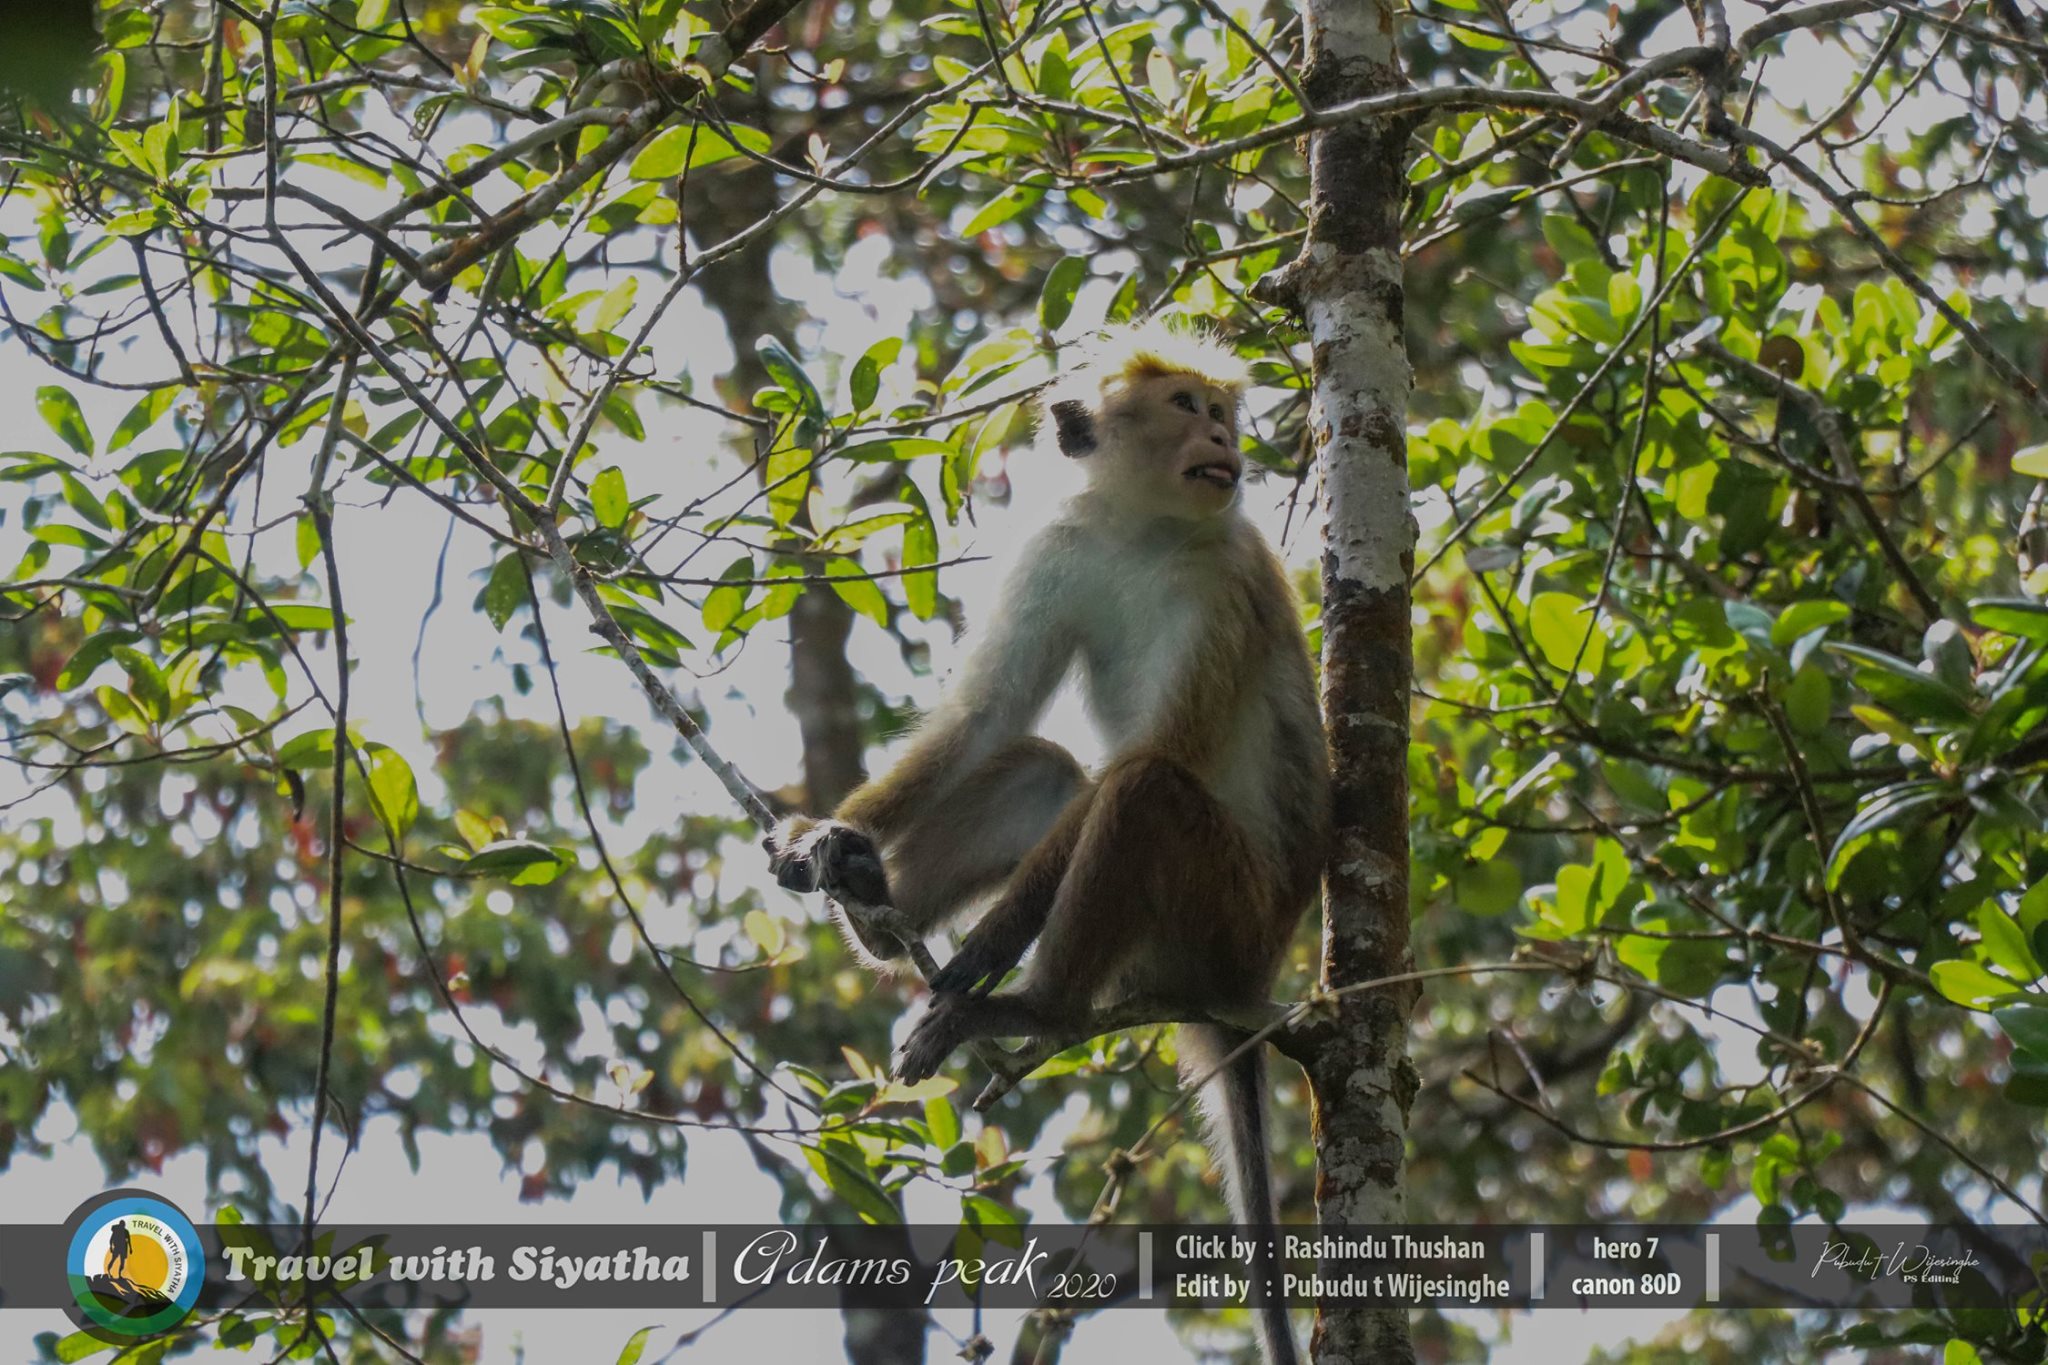 TRAVEL WITH SIYATHA
Travel with Siyatha
Adams peak 2020
Click by : Rashindu Thushan
Edit by : Pubudu t Wijesinghe
hero 7
canon 80D
Pubudu t Wijesinghe
PS Editing